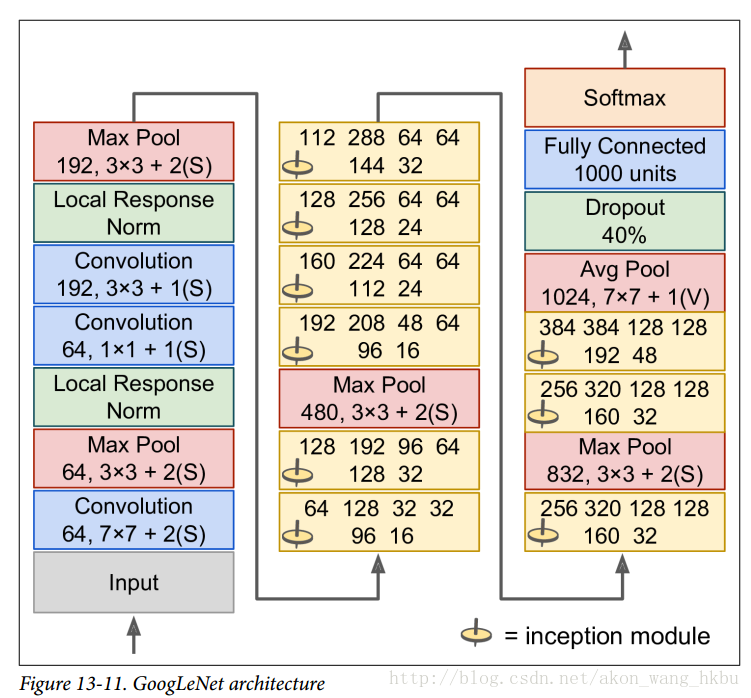 Max Pool
192, 3×3 + 2(S)
Local Response
Norm
Convolution
192, 3×3 + 1(S)
Convolution
64, 1×1 + 1(S)
Local Response
Norm
Max Pool
64, 3×3 + 2(S)
Convolution
64, 7×7 + 2(S)
Input
112 288 64 64
144 32
128 256 64 64
128 24
160 224 64 64
112 24
192 208 48 64
96 16
Max Pool
480, 3×3 + 2(S)
128 192 96 64
128 32
64 128 32 32
96 16
Softmax
Fully Connected
1000 units
Dropout
40%
Avg Pool
1024, 7×7 + 1(V)
384 384 128 128
192 48
256 320 128 128
160 32
Max Pool
832, 3×3 + 2(S)
256 320 128 128
160 32
= inception module
Figure 13-11. GoogLeNet architecture
http://blog.csdn.net/akon_wang_hkbu